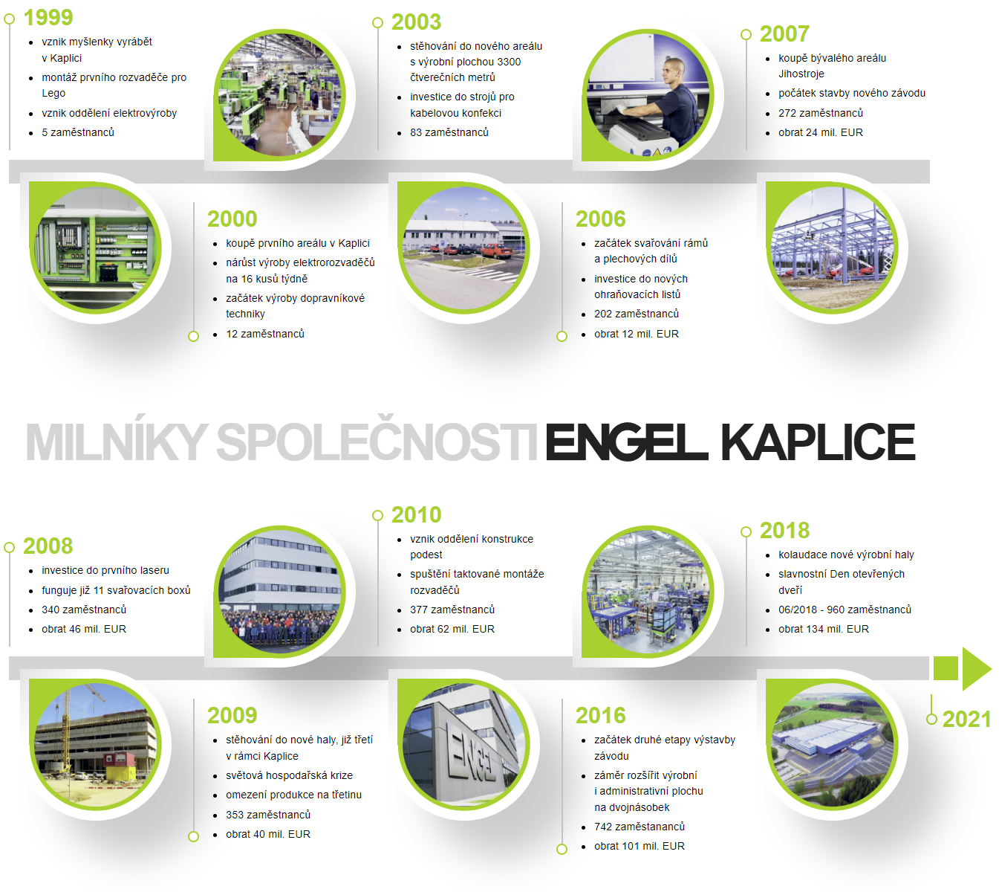 1999
vznik myšlenky vyrábět
v Kaplici
montáž prvního rozvaděče pro
Lego
vznik oddělení elektrovýroby
5 zaměstnanců
2003
stěhování do nového areálu
s výrobní plochou 3300
čtverečních metrů
investice do strojů pro
kabelovou konfekci
83 zaměstnanců
2007
koupě bývalého areálu
Jihostroje
počátek stavby nového závodu
272 zaměstnanců
obrat 24 mil. EUR
2000
koupě prvního areálu v Kaplici
nárůst výroby elektrorozvaděčů
na 16 kusů týdně
začátek výroby dopravníkové
techniky
12 zaměstnanců
2006
začátek svařování rámů
a plechových dílů
investice do nových
ohraňovacích listů
202 zaměstnanců
obrat 12 mil. EUR
MILNÍKY SPOLEČNOSTI ENGEL KAPLICE
2008
investice do prvního laseru
funguje již 11 svařovacích boxů
340 zaměstnanců
obrat 46 mil. EUR
2010
vznik oddělení konstrukce
podest
spuštění taktované montáže
rozvaděčů
377 zaměstnanců
obrat 62 mil. EUR
2018
kolaudace nové výrobní haly
slavnostní Den otevřených
dveří
06/2018 - 960 zaměstnanců
obrat 134 mil. EUR
2009
stěhování do nové haly, již třetí
v rámci Kaplice
světová hospodařská krize
omezení produkce na třetinu
353 zaměstnanců
obrat 40 mil. EUR
ENGEL
2016
začátek druhé etapy výstavby
závodu
záměr rozšířit výrobní
i administrativní plochu
na dvojnásobek
742 zaměstananců
obrat 101 mil. EUR
2021